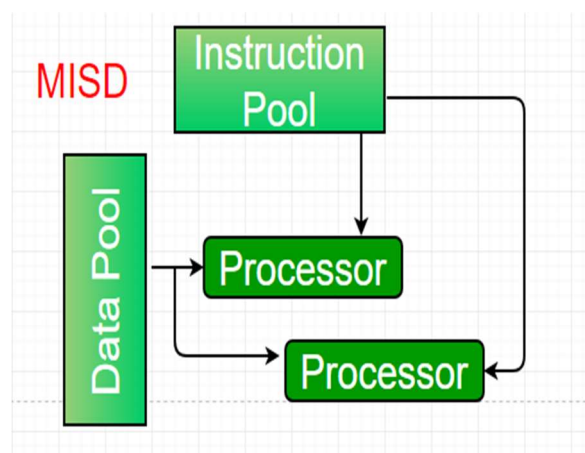 MISD
Instruction
Pool
Data Pool
Processor
Processor